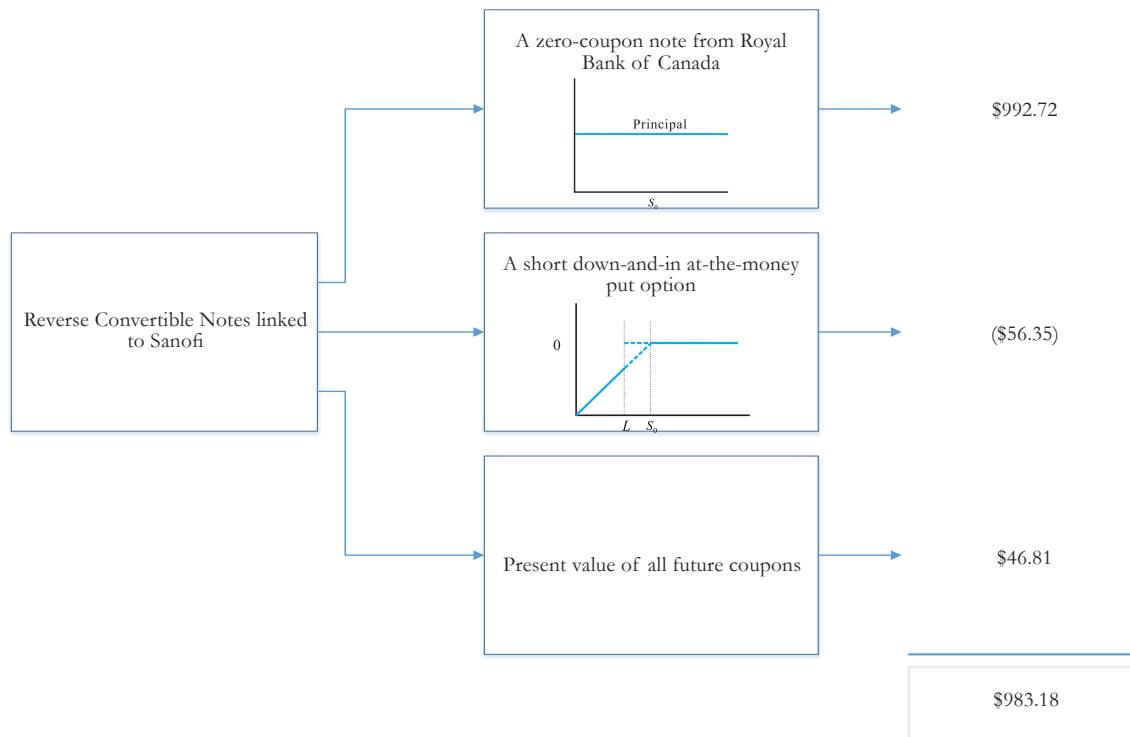 A zero-coupon note from Royal
Bank of Canada
Principal
S₀
$992.72
Reverse Convertible Notes linked
to Sanofi
A short down-and-in at-the-money
put option
0
L S₀
($56.35)
Present value of all future coupons
$46.81
$983.18